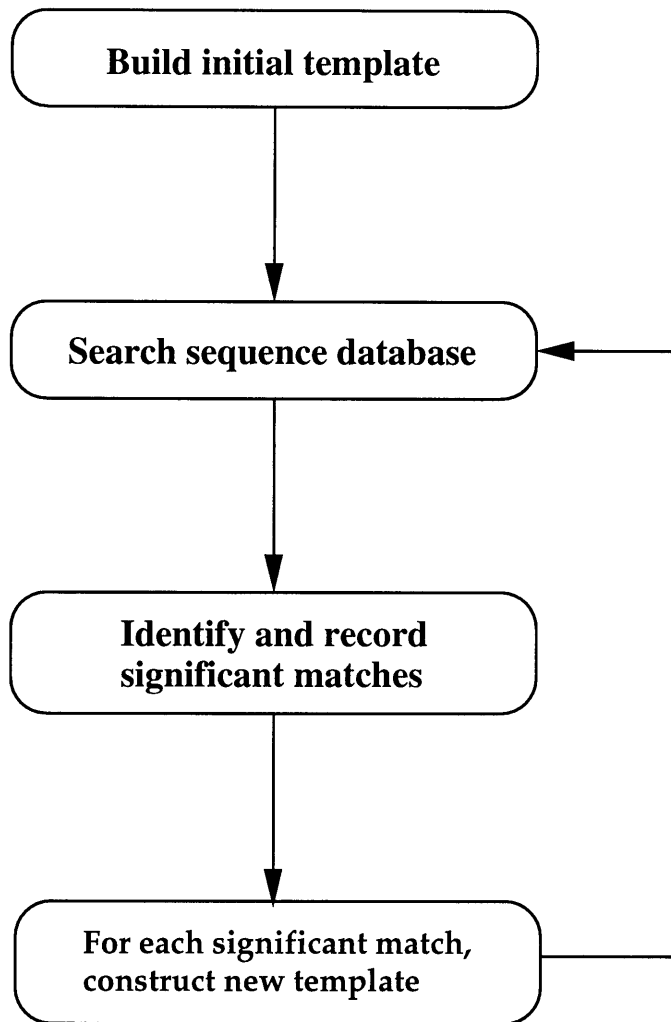 Build initial template
Search sequence database
Identify and record
significant matches
For each significant match,
construct new template